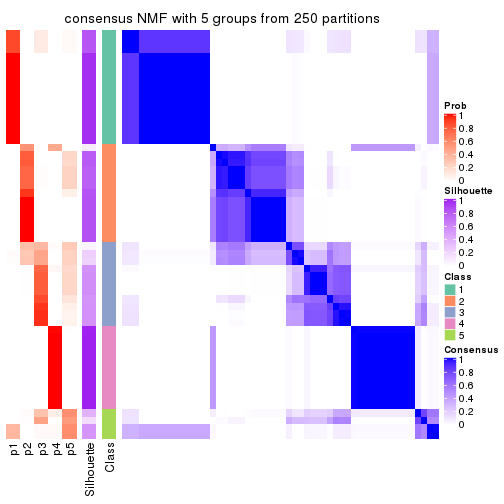 consensus NMF with 5 groups from 250 partitions
Prob
1
0.8
0.6
0.4
0.2
0
Silhouette
1
0.8
0.6
0.4
0.2
0
Class
1
2
3
4
5
Consensus
1
0.8
0.6
0.4
0.2
0
p1
p2
p3
p4
p5
Silhouette
Class